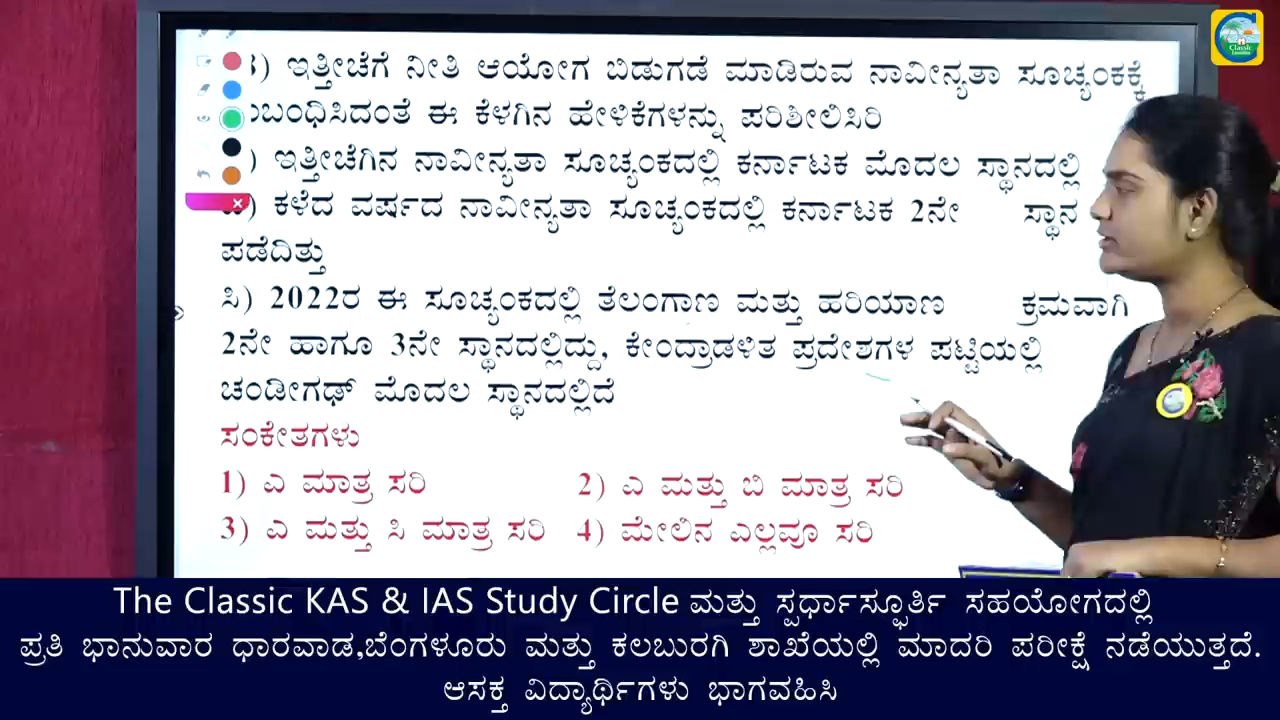 ) ಇತ್ತೀಚೆಗೆ ನೀತಿ ಆಯೋಗ ಬಿಡುಗಡೆ ಮಾಡಿರುವ ನಾವೀನ್ಯತಾ ಸೂಚ್ಯಂಕಕ್ಕೆ
ಬಂಧಿಸಿದಂತೆ ಈ ಕೆಳಗಿನ ಹೇಳಿಕೆಗಳನ್ನು ಪರಿಶೀಲಿಸಿರಿ
) ಇತ್ತೀಚೆಗಿನ ನಾವೀನ್ಯತಾ ಸೂಚ್ಯಂಕದಲ್ಲಿ ಕರ್ನಾಟಕ ಮೊದಲ ಸ್ಥಾನದಲ್ಲಿ
) ಕಳೆದ ವರ್ಷದ ನಾವೀನ್ಯತಾ ಸೂಚ್ಯಂಕದಲ್ಲಿ ಕರ್ನಾಟಕ 2ನೇ ಸ್ಥಾನ
ಪಡೆದಿತ್ತು
ಸಿ) 2022ರ ಈ ಸೂಚ್ಯಂಕದಲ್ಲಿ ತೆಲಂಗಾಣ ಮತ್ತು ಹರಿಯಾಣ ಕ್ರಮವಾಗಿ
2ನೇ ಹಾಗೂ 3ನೇ ಸ್ಥಾನದಲ್ಲಿದ್ದು, ಕೇಂದ್ರಾಡಳಿತ ಪ್ರದೇಶಗಳ ಪಟ್ಟಿಯಲ್ಲಿ
ಚಂಡೀಗಢ್ ಮೊದಲ ಸ್ಥಾನದಲ್ಲಿದೆ
ಸಂಕೇತಗಳು
1) ಎ ಮಾತ್ರ ಸರಿ 2) ಎ ಮತ್ತು ಬಿ ಮಾತ್ರ ಸರಿ
3) ಎ ಮತ್ತು ಸಿ ಮಾತ್ರ ಸರಿ 4) ಮೇಲಿನ ಎಲ್ಲವೂ ಸರಿ
The Classic KAS & IAS Study Circle ಮತ್ತು ಸ್ಪರ್ಧಾಸ್ಫೂರ್ತಿ ಸಹಯೋಗದಲ್ಲಿ
ಪ್ರತಿ ಭಾನುವಾರ ಧಾರವಾಡ,ಬೆಂಗಳೂರು ಮತ್ತು ಕಲಬುರಗಿ ಶಾಖೆಯಲ್ಲಿ ಮಾದರಿ ಪರೀಕ್ಷೆ ನಡೆಯುತ್ತದೆ.
ಆಸಕ್ತ ವಿದ್ಯಾರ್ಥಿಗಳು ಭಾಗವಹಿಸಿ
Classic